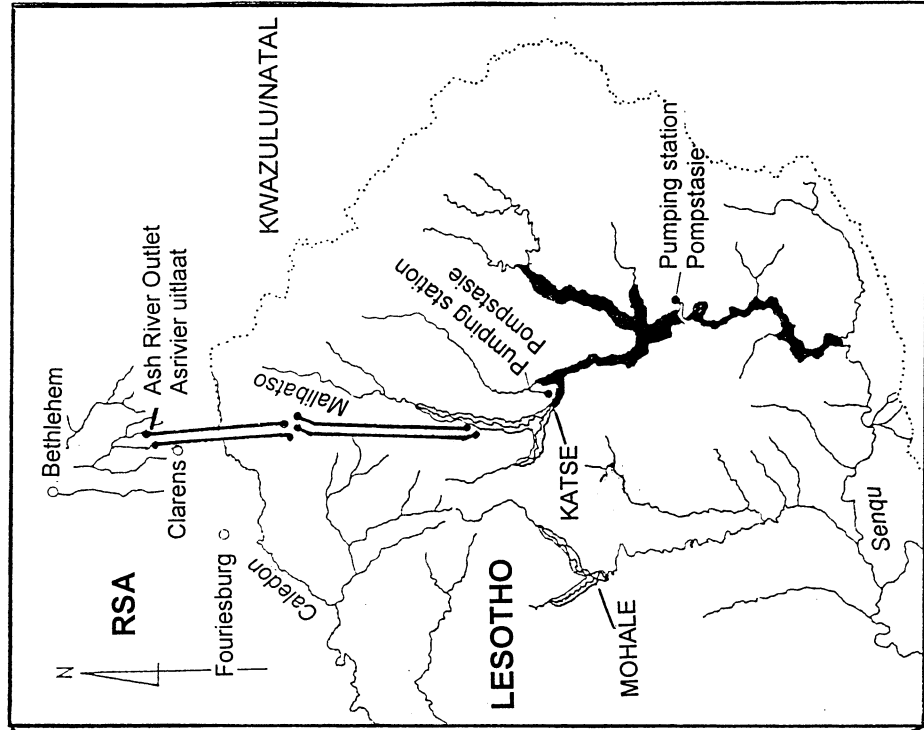 Bethlehem
Ash River Outlet
Asrivier uitlaat
KWAZULU/NATAL
Clarens
RSA
Fouriesburg
N
Caledon
Malibatso
Pumping station
Pompstasie
Pumping station
Pompstasie
KATSE
LESOTHO
MOHALE
Senqu